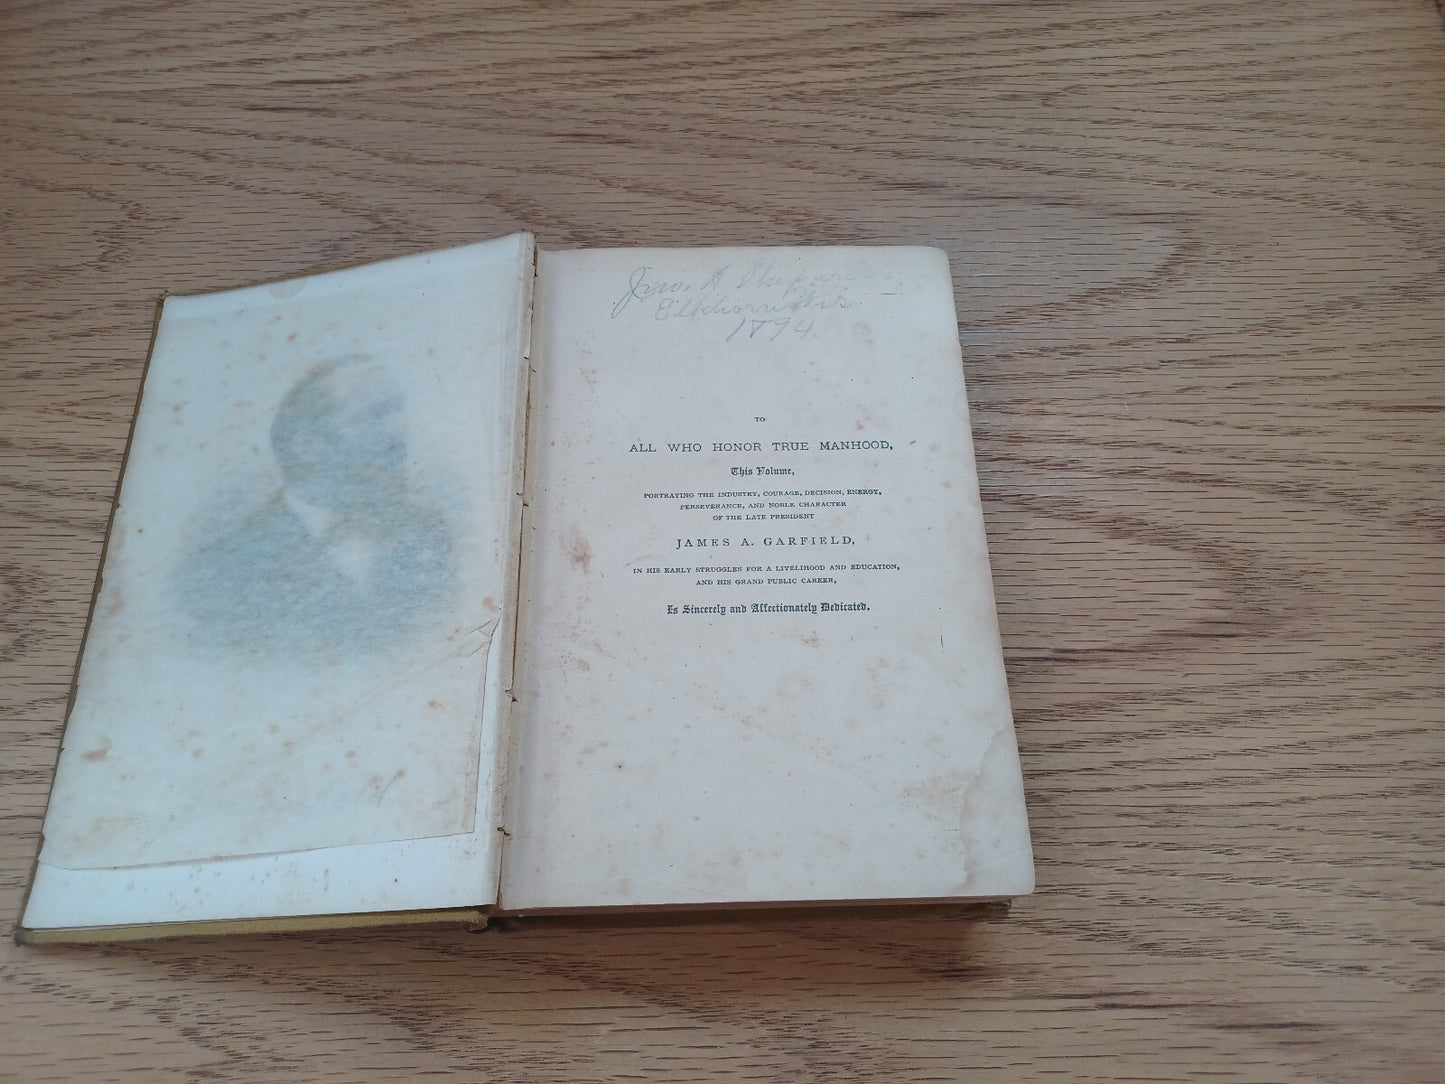 A.
Elkhorn Wis
1894.
TO
ALL WHO HONOR TRUE MANHOOD,
This Volume,
PORTRAYING THE INDUSTRY, COURAGE, DECISION, ENERGY,
PERSEVERANCE, AND NOBLE CHARACTER
OF THE LATE PRESIDENT
JAMES A. GARFIELD,
IN HIS EARLY STRUGGLES FOR A LIVELIHOOD AND EDUCATION,
AND HIS GRAND PUBLIC CAREER,
Is Sincerely and Affectionately Dedicated.